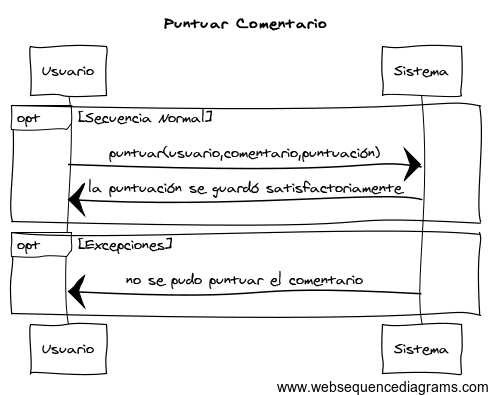 Puntuar Comentario
Usuario
Sistema
opt
[Secuencia Normal]
puntuar(usuario,comentario,puntuación)
la puntuación se guardó satisfactoriamente
opt
[Excepciones]
no se pudo puntuar el comentario
Usuario
Sistema
www.websequencediagrams.com